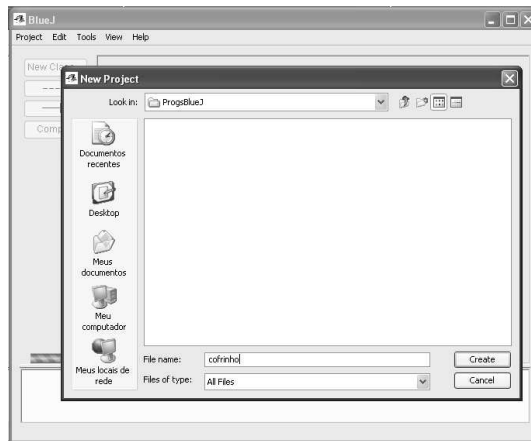 BlueJ
Project Edit Tools View Help
New Class
New Project
Look in: ProgsBlueJ
Documentos
recentes
Desktop
Meus
documentos
Meu
computador
Meus locais de
rede
File name: cofrinho
Files of type: All Files
Create
Cancel